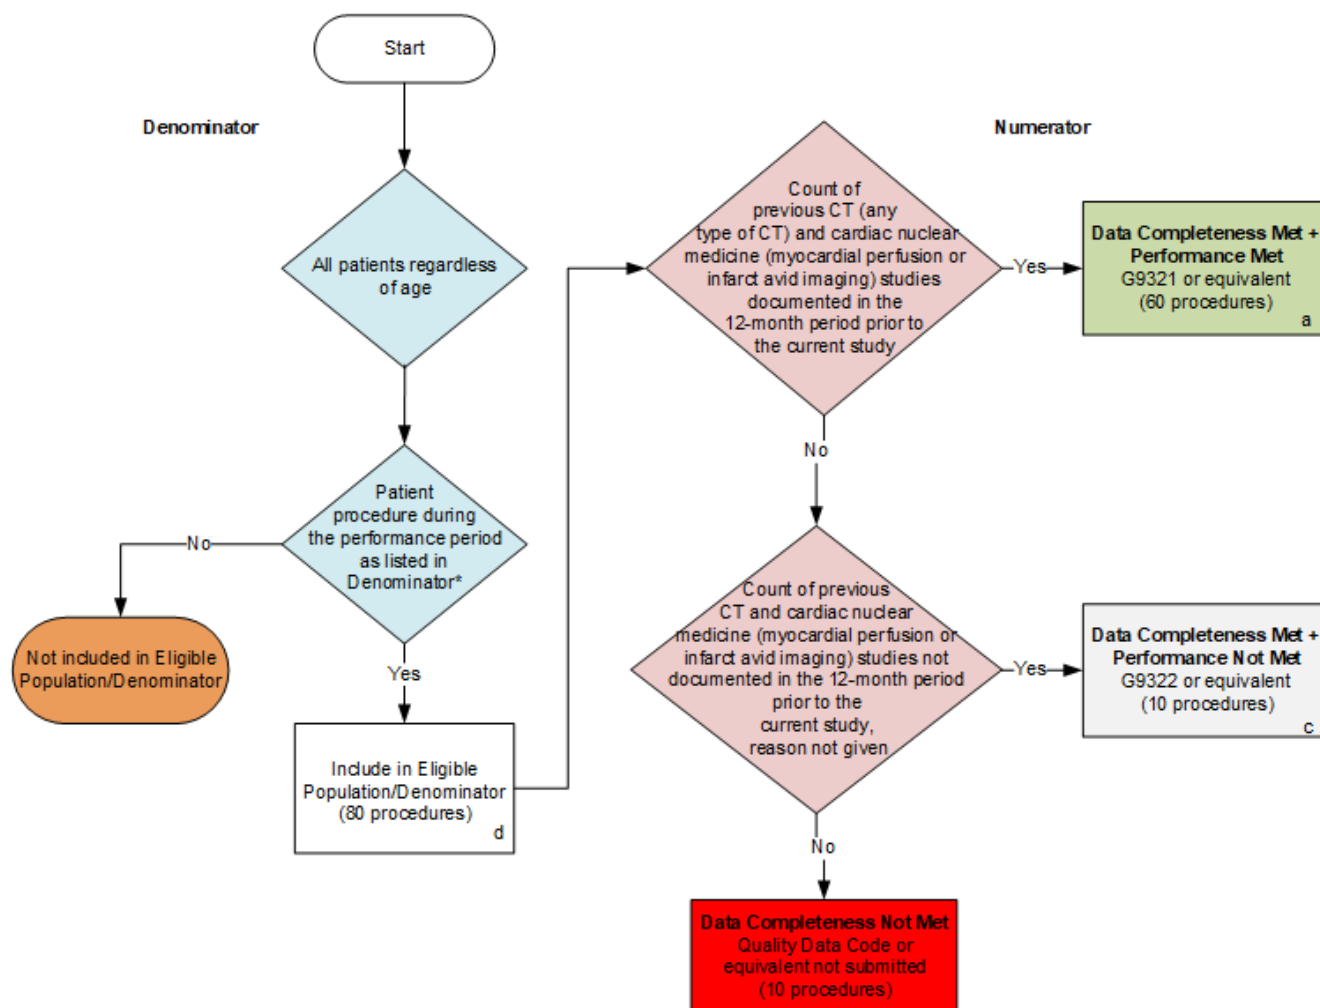 Start
Denominator
All patients regardless
of age
Patient
procedure during
the performance period
as listed in
Denominator*
No
Not included in Eligible
Population/Denominator
Yes
Include in Eligible
Population/Denominator
(80 procedures)
d
Numerator
Count of
previous CT (any
type of CT) and cardiac nuclear
medicine (myocardial perfusion or
infarct avid imaging) studies
documented in the
12-month period prior to
the current study
Yes
Data Completeness Met +
Performance Met
G9321 or equivalent
(60 procedures)
a
No
Count of previous
CT and cardiac nuclear
medicine (myocardial perfusion or
infarct avid imaging) studies not
documented in the 12-month period
prior to the
current study,
reason not given
Yes
Data Completeness Met +
Performance Not Met
G9322 or equivalent
(10 procedures)
c
No
Data Completeness Not Met
Quality Data Code or
equivalent not submitted
(10 procedures)